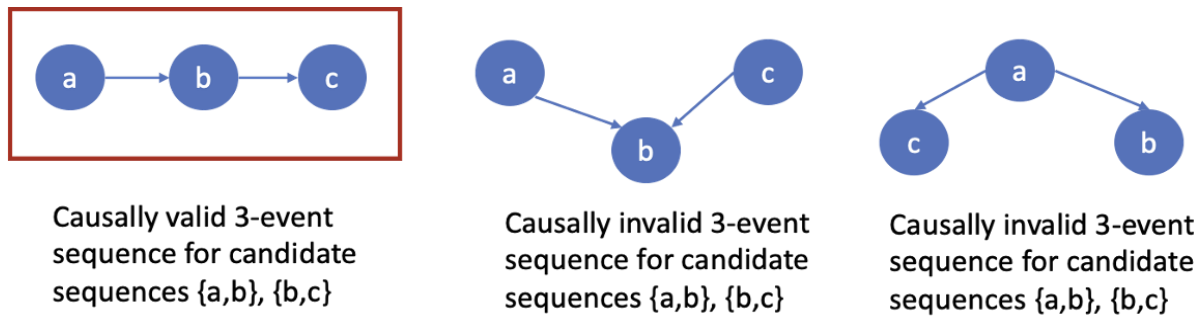 a
b
c
Causally valid 3-event
sequence for candidate
sequences {a,b}, {b,c}
a
c
b
Causally invalid 3-event
sequence for candidate
sequences {a,b}, {b,c}
a
c
b
Causally invalid 3-event
sequence for candidate
sequences {a,b}, {b,c}